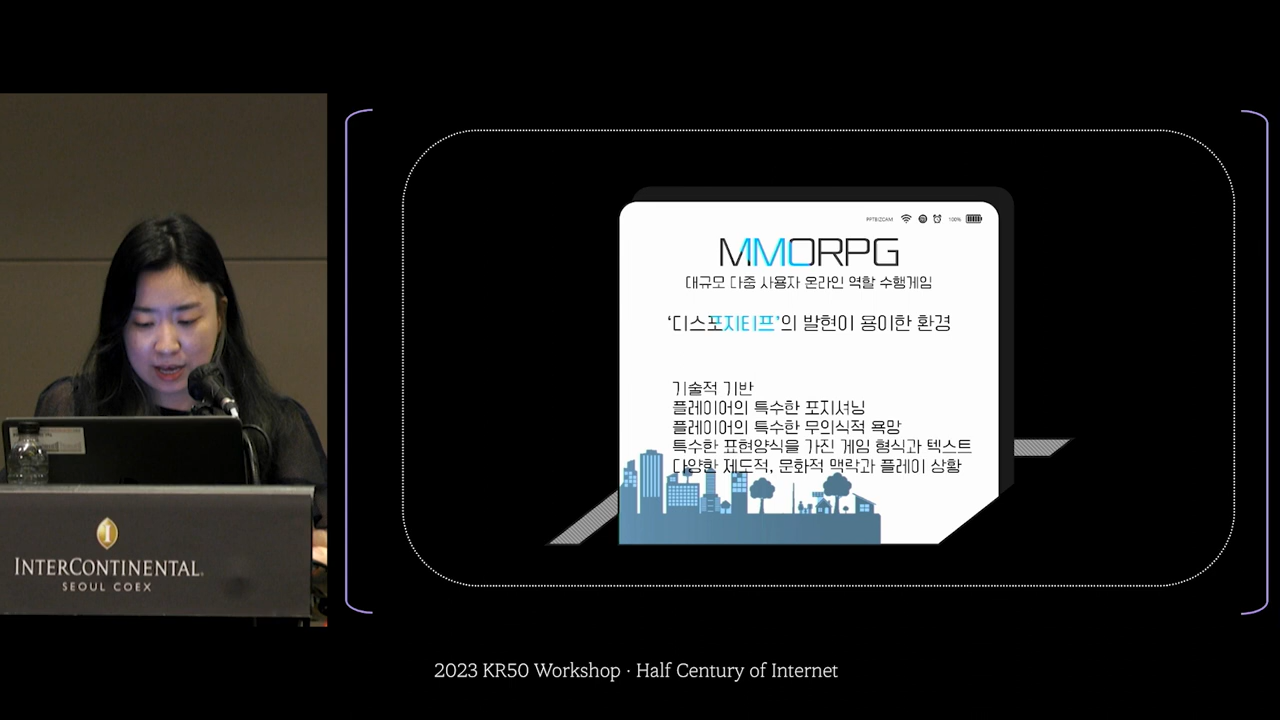 PPTBIZCAM
100%
MMORPG
대규모 다중 사용자 온라인 역할 수행게임
‘디스포지티프’의 발현이 용이한 환경
기술적 기반
플레이어의 특수한 포지셔닝
플레이어의 특수한 무의식적 욕망
특수한 표현양식을 가진 게임 형식과 텍스트
다양한 제도적, 문화적 맥락과 플레이 상황
I
INTERCONTINENTAL.
SEOUL COEX
2023 KR50 Workshop · Half Century of Internet